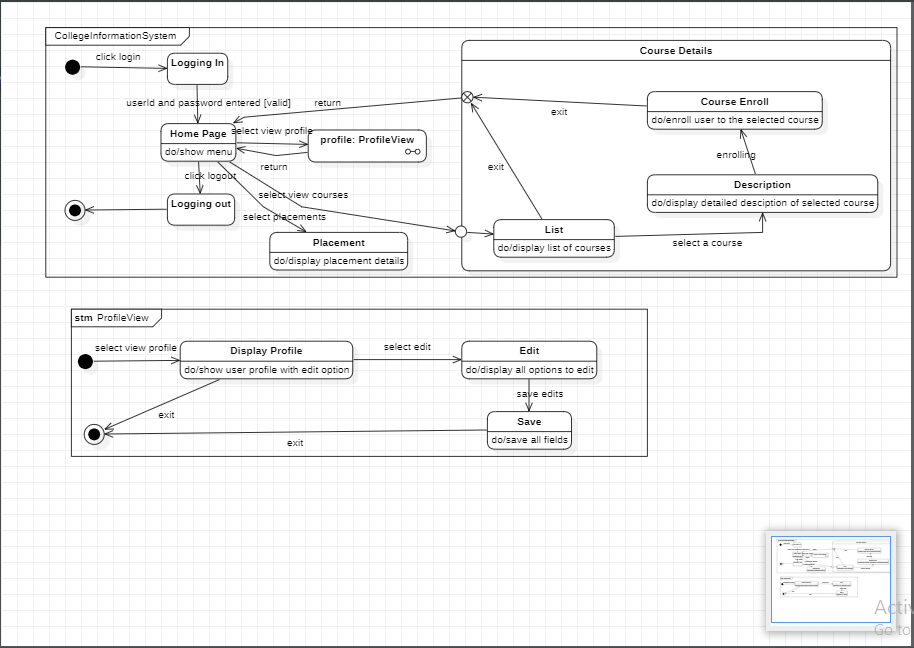 CollegeInformationSystem
Course Details
click login
Logging In
userId and password entered [valid]
return
Course Enroll
do/enroll user to the selected course
exit
Home Page
do/show menu
select view profile
profile: ProfileView
return
enrolling
exit
click logout
Description
do/display detailed desciption of selected course
select view courses
Logging out
select placements
List
do/display list of courses
select a course
Placement
do/display placement details
stm ProfileView
select view profile
Display Profile
do/show user profile with edit option
select edit
Edit
do/display all options to edit
save edits
exit
Save
do/save all fields
exit
Go to